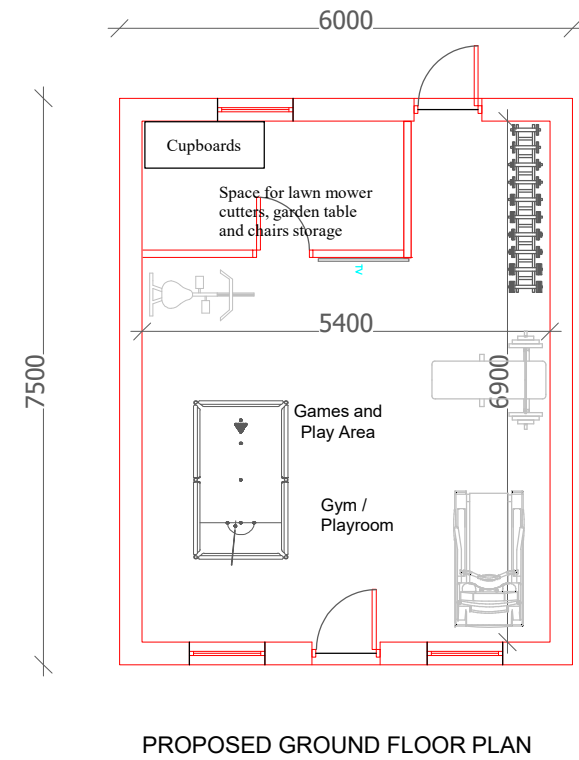 6000
Cupboards
Space for lawn mower
cutters, garden table
and chairs storage
TV
5400
7500
6900
Games and
Play Area
Gym /
Playroom
PROPOSED GROUND FLOOR PLAN